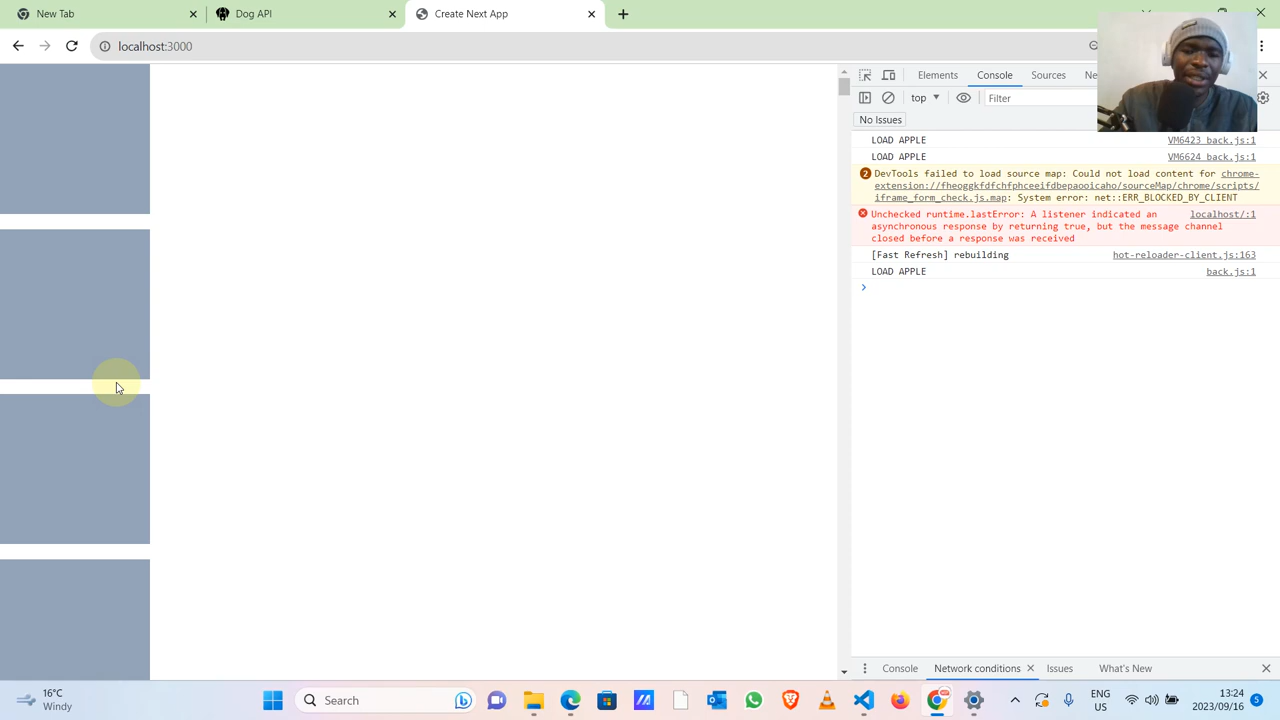 New Tab
Dog API
Create Next App
localhost:3000
Elements
Console
Sources
Ne
top
Filter
No Issues
LOAD APPLE VM6423 back.js:1
LOAD APPLE VM6624 back.js:1
2 DevTools failed to load source map: Could not load content for chrome-
extension://fheoggkfdfchfphceeifdbepaooicaho/sourceMap/chrome/scripts/
iframe_form_check.js.map: System error: net::ERR_BLOCKED_BY_CLIENT
Unchecked runtime.lastError: A listener indicated an localhost/:1
asynchronous response by returning true, but the message channel
closed before a response was received
[Fast Refresh] rebuilding hot-reloader-client.js:163
LOAD APPLE back.js:1
Console
Network conditions
Issues
What's New
16°C
Windy
Search
ENG
US
13:24
2023/09/16
5